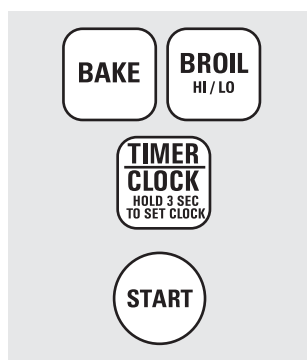 BAKE
BROIL
HI / LO
TIMER
CLOCK
HOLD 3 SEC
TO SET CLOCK
START